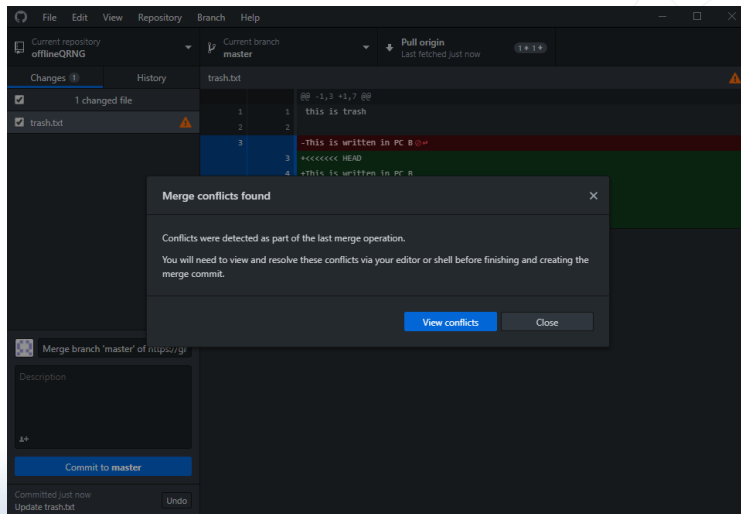 File Edit View Repository Branch Help
Current repository
offlineQRNG
Current branch
master
Pull origin
Last fetched just now
1 1
Changes 1
History
trash.txt
1 changed file
trash.txt
@@ -1,3 +1,7 @@
1 1 this is trash
2 2
3 -This is written in PC B
3 +<<<<<<< HEAD
4 +This is written in PC B
Merge conflicts found
Conflicts were detected as part of the last merge operation.
You will need to view and resolve these conflicts via your editor or shell before finishing and creating the
merge commit.
View conflicts
Close
Merge branch 'master' of https://gi
Description
Commit to master
Committed just now
Update trash.txt
Undo